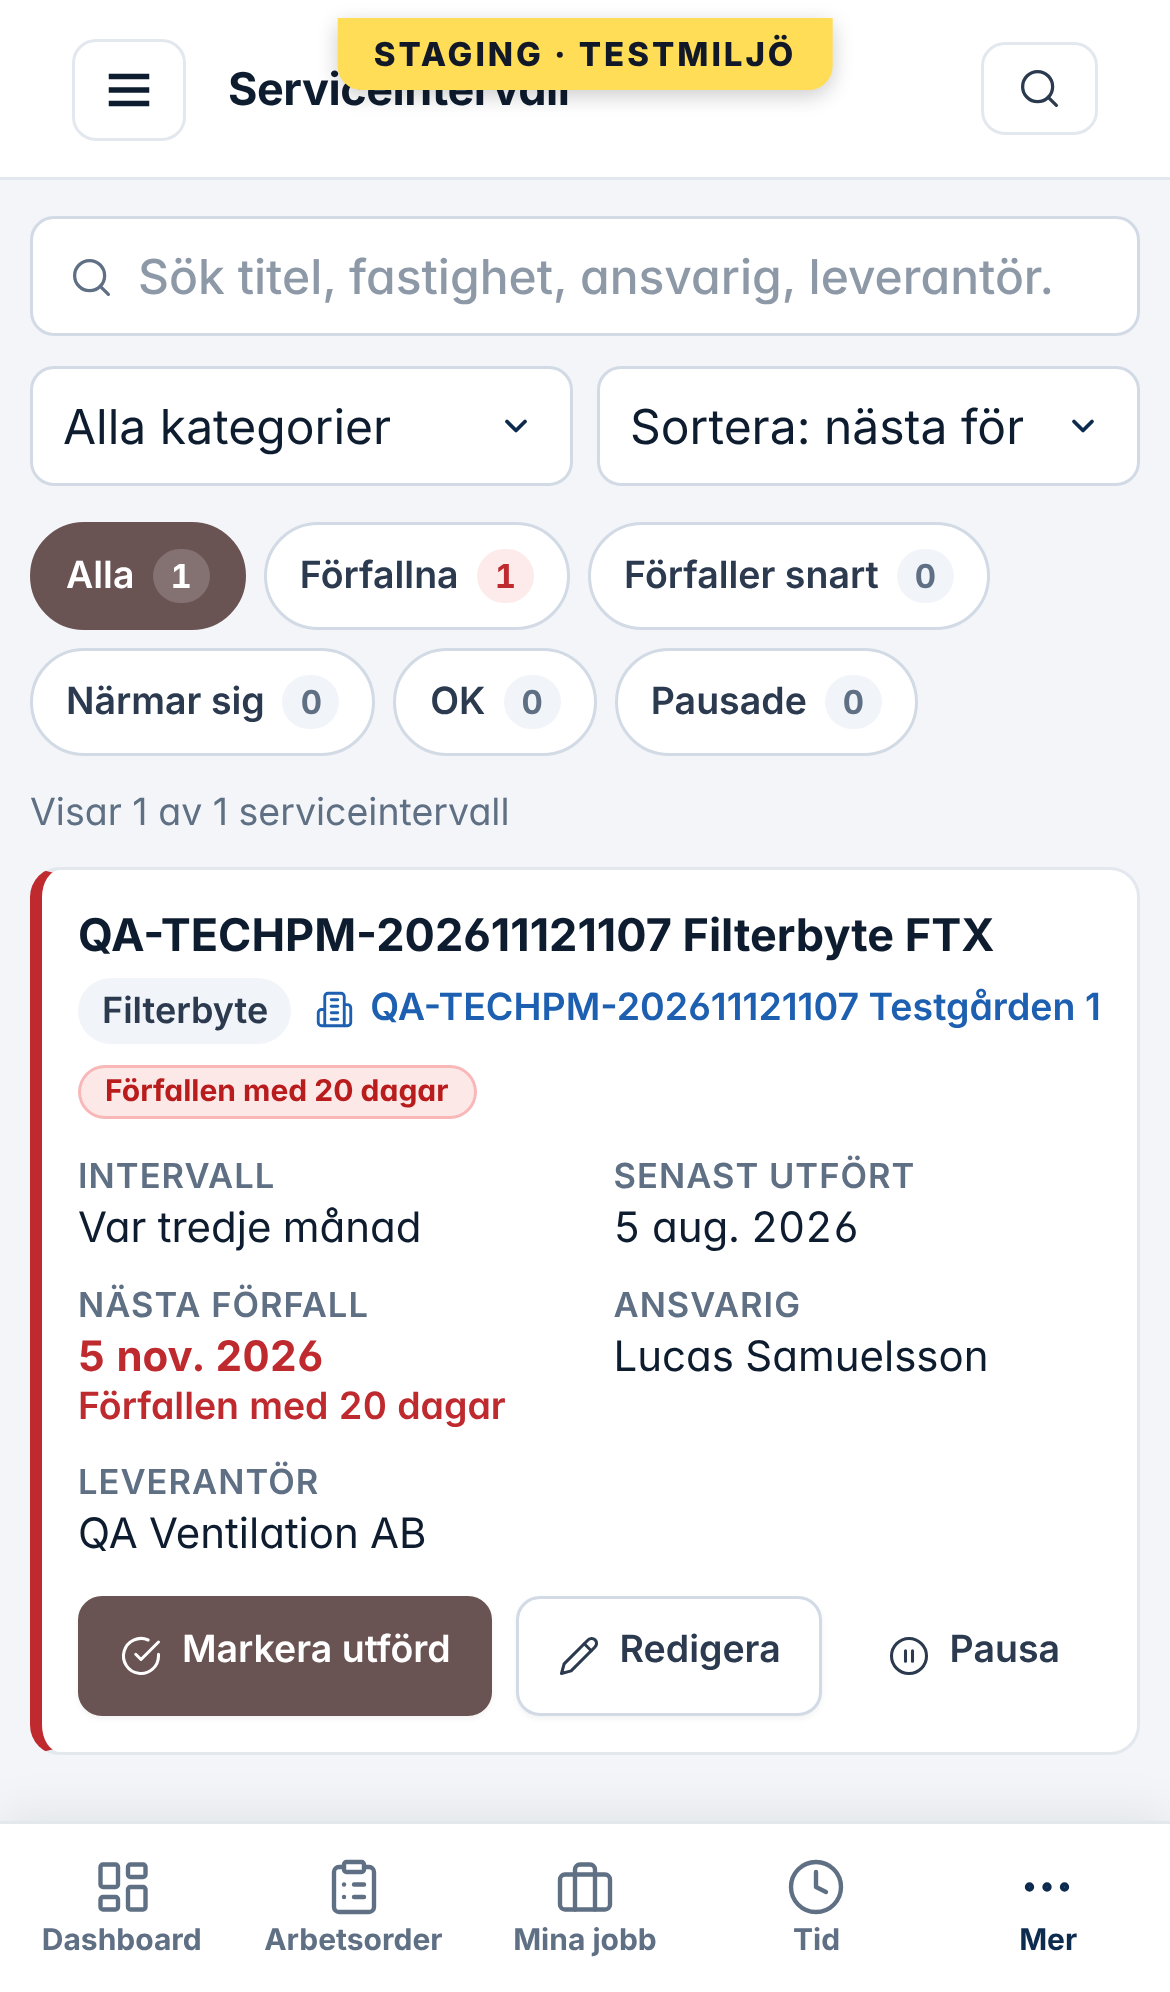 STAGING · TESTMILJÖ
Serviceintervall
Sök titel, fastighet, ansvarig, leverantör.
Alla kategorier
Sortera: nästa för
Alla 1
Förfallna 1
Förfaller snart 0
Närmar sig 0
OK 0
Pausade 0
Visar 1 av 1 serviceintervall
QA-TECHPM-202611121107 Filterbyte FTX
Filterbyte
QA-TECHPM-202611121107 Testgården 1
Förfallen med 20 dagar
INTERVALL
Var tredje månad
SENAST UTFÖRT
5 aug. 2026
NÄSTA FÖRFALL
5 nov. 2026
Förfallen med 20 dagar
ANSVARIG
Lucas Samuelsson
LEVERANTÖR
QA Ventilation AB
Markera utförd
Redigera
Pausa
Dashboard
Arbetsorder
Mina jobb
Tid
Mer